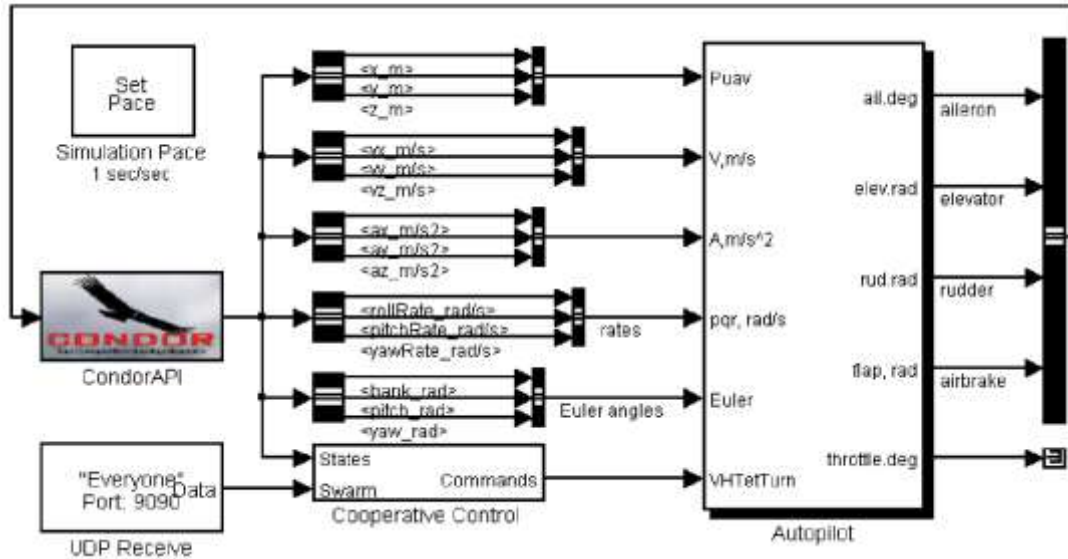 Set
Pace
Simulation Pace
1 sec/sec
<x_m>
<y_m>
<z_m>
<vx_m/s>
<vy_m/s>
<vz_m/s>
<ax_m/s2>
<ay_m/s2>
<az_m/s2>
<rollRate_rad/s>
<pitchRate_rad/s>
<yawRate_rad/s>
rates
<bank_rad>
<pitch_rad>
<yaw_rad>
Euler angles
CONDOR
CondorAPI
"Everyone"
Port: 9090
Data
UDP Receive
States
Swarm
Commands
Cooperative Control
Puav
V,m/s
A,m/s^2
pqr, rad/s
Euler
VHTetTurn
ail.deg
elev.rad
rud.rad
flap, rad
throttle.deg
Autopilot
aileron
elevator
rudder
airbrake